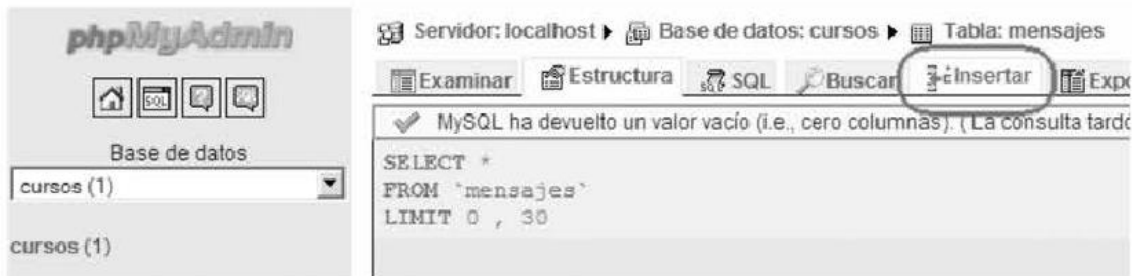 phpMyAdmin
SQL
Base de datos
cursos (1)
cursos (1)
Servidor: localhost Base de datos: cursos Tabla: mensajes
Examinar Estructura SQL Buscar Insertar
MySQL ha devuelto un valor vacío (i.e., cero columnas). ( La consulta tardó
SELECT *
FROM `mensajes`
LIMIT 0 , 30